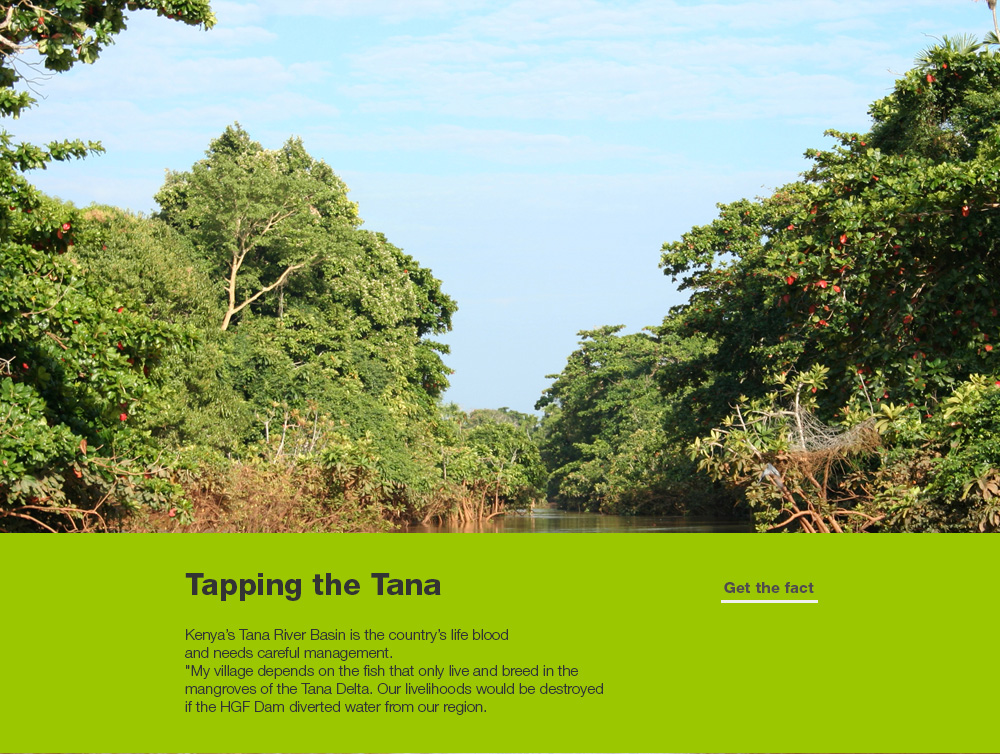 Tapping the Tana
Get the fact
Kenya’s Tana River Basin is the country’s life blood
and needs careful management.
"My village depends on the fish that only live and breed in the
mangroves of the Tana Delta. Our livelihoods would be destroyed
if the HGF Dam diverted water from our region.